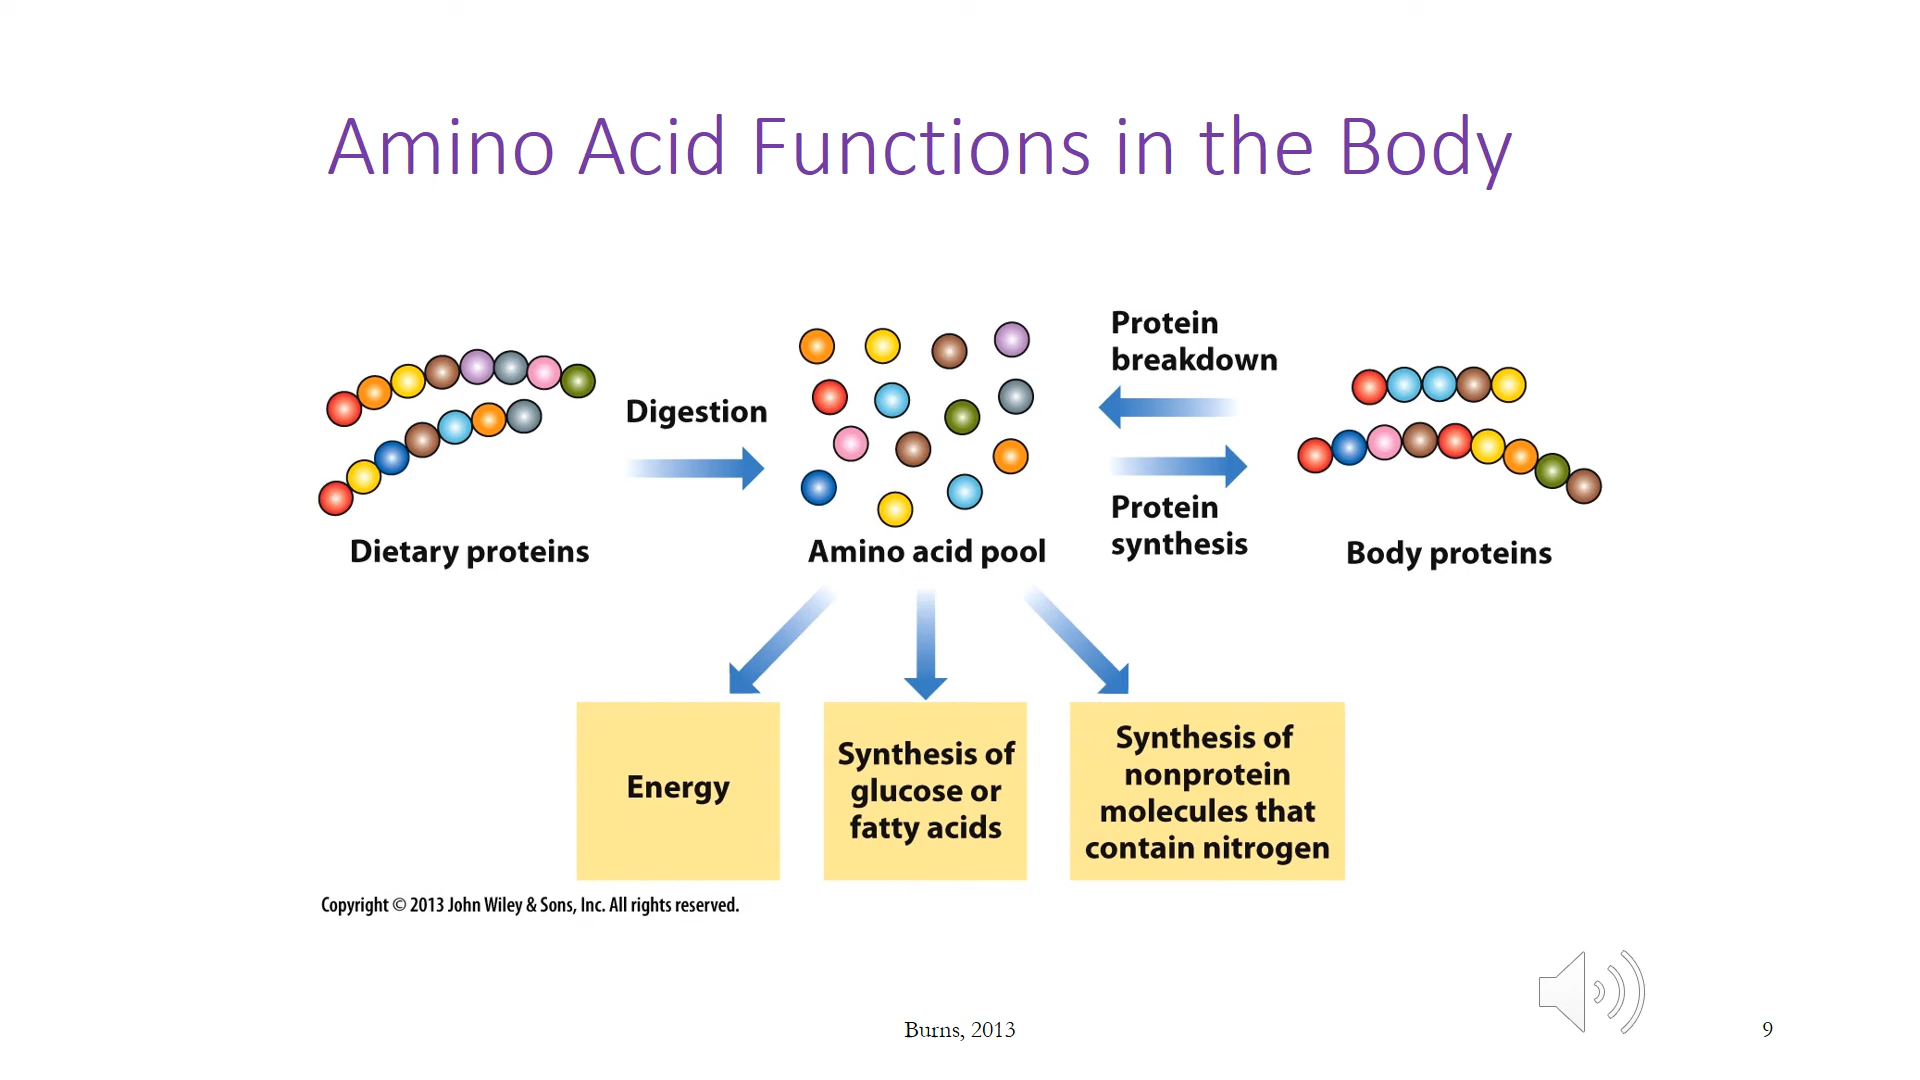 Amino Acid Functions in the Body
Protein
breakdown
Digestion
Protein
synthesis
Dietary proteins
Amino acid pool
Body proteins
Energy
Synthesis of
glucose or
fatty acids
Synthesis of
nonprotein
molecules that
contain nitrogen
Copyright © 2013 John Wiley & Sons, Inc. All rights reserved.
Burns, 2013
9